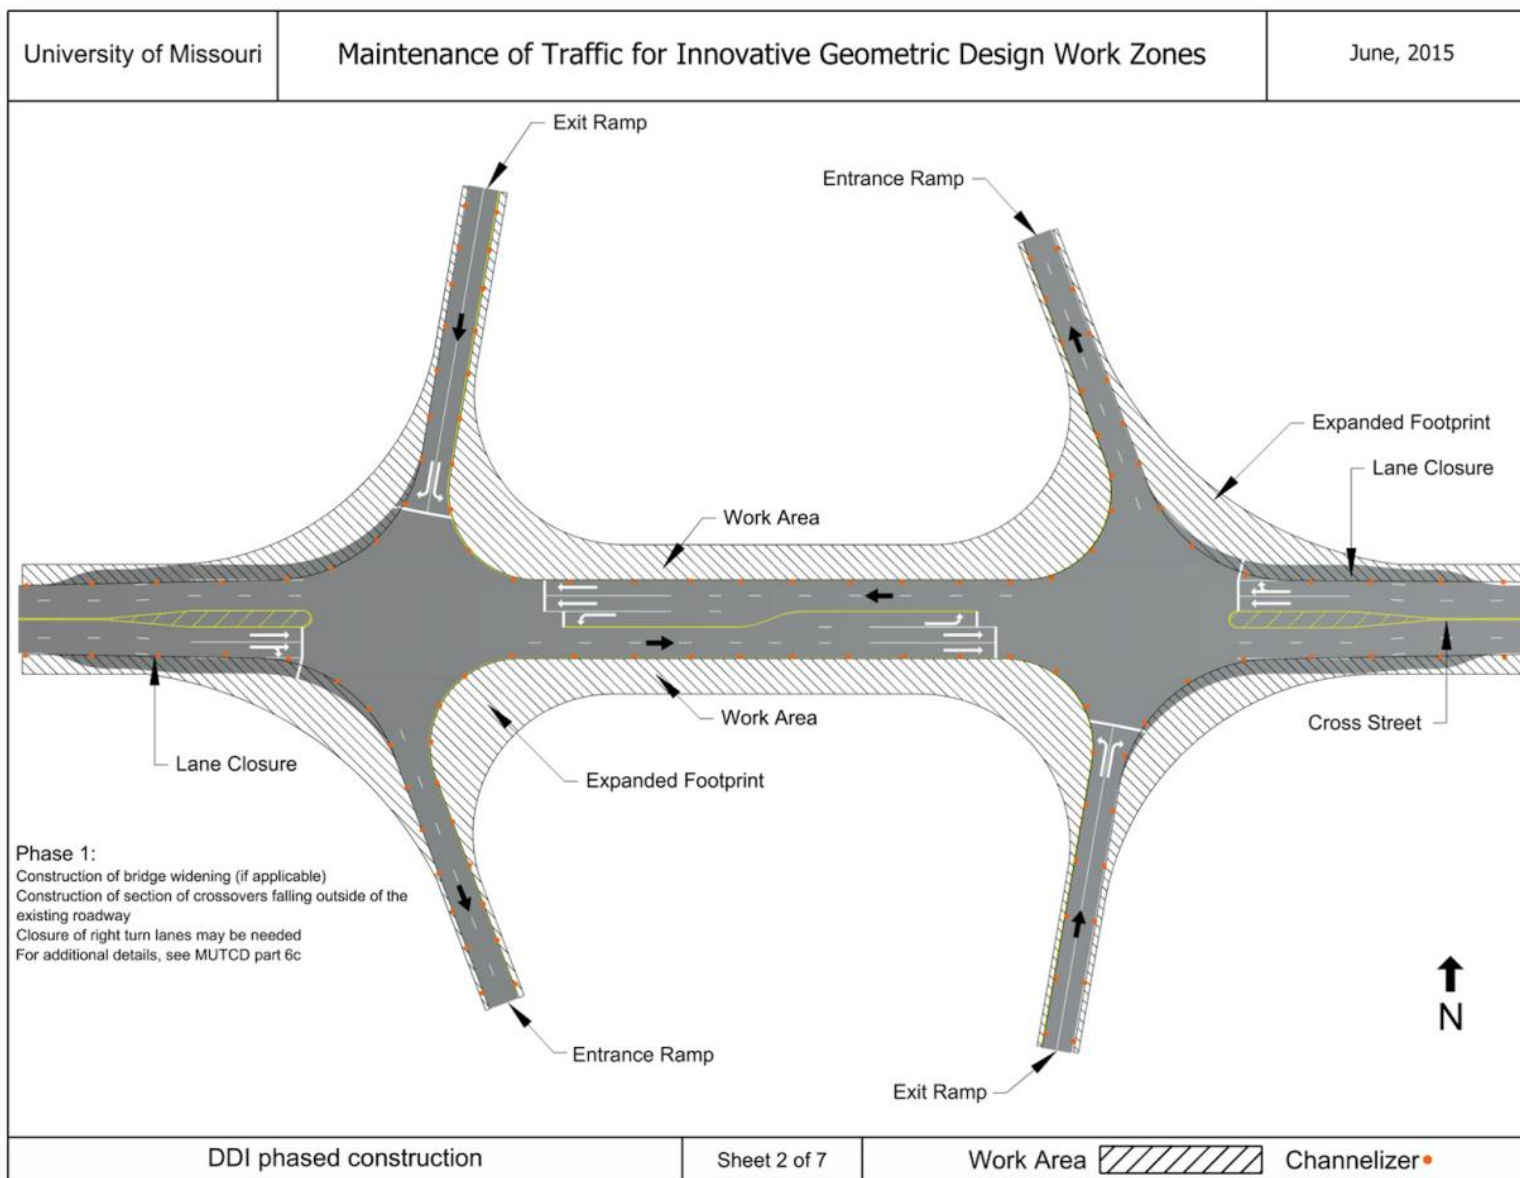 University of Missouri
Maintenance of Traffic for Innovative Geometric Design Work Zones
June, 2015
Exit Ramp
Entrance Ramp
Expanded Footprint
Lane Closure
Work Area
Work Area
Cross Street
Lane Closure
Expanded Footprint
Phase 1:
Construction of bridge widening (if applicable)
Construction of section of crossovers falling outside of the
existing roadway
Closure of right turn lanes may be needed
For additional details, see MUTCD part 6c
N
Entrance Ramp
Exit Ramp
DDI phased construction
Sheet 2 of 7
Work Area
Channelizer